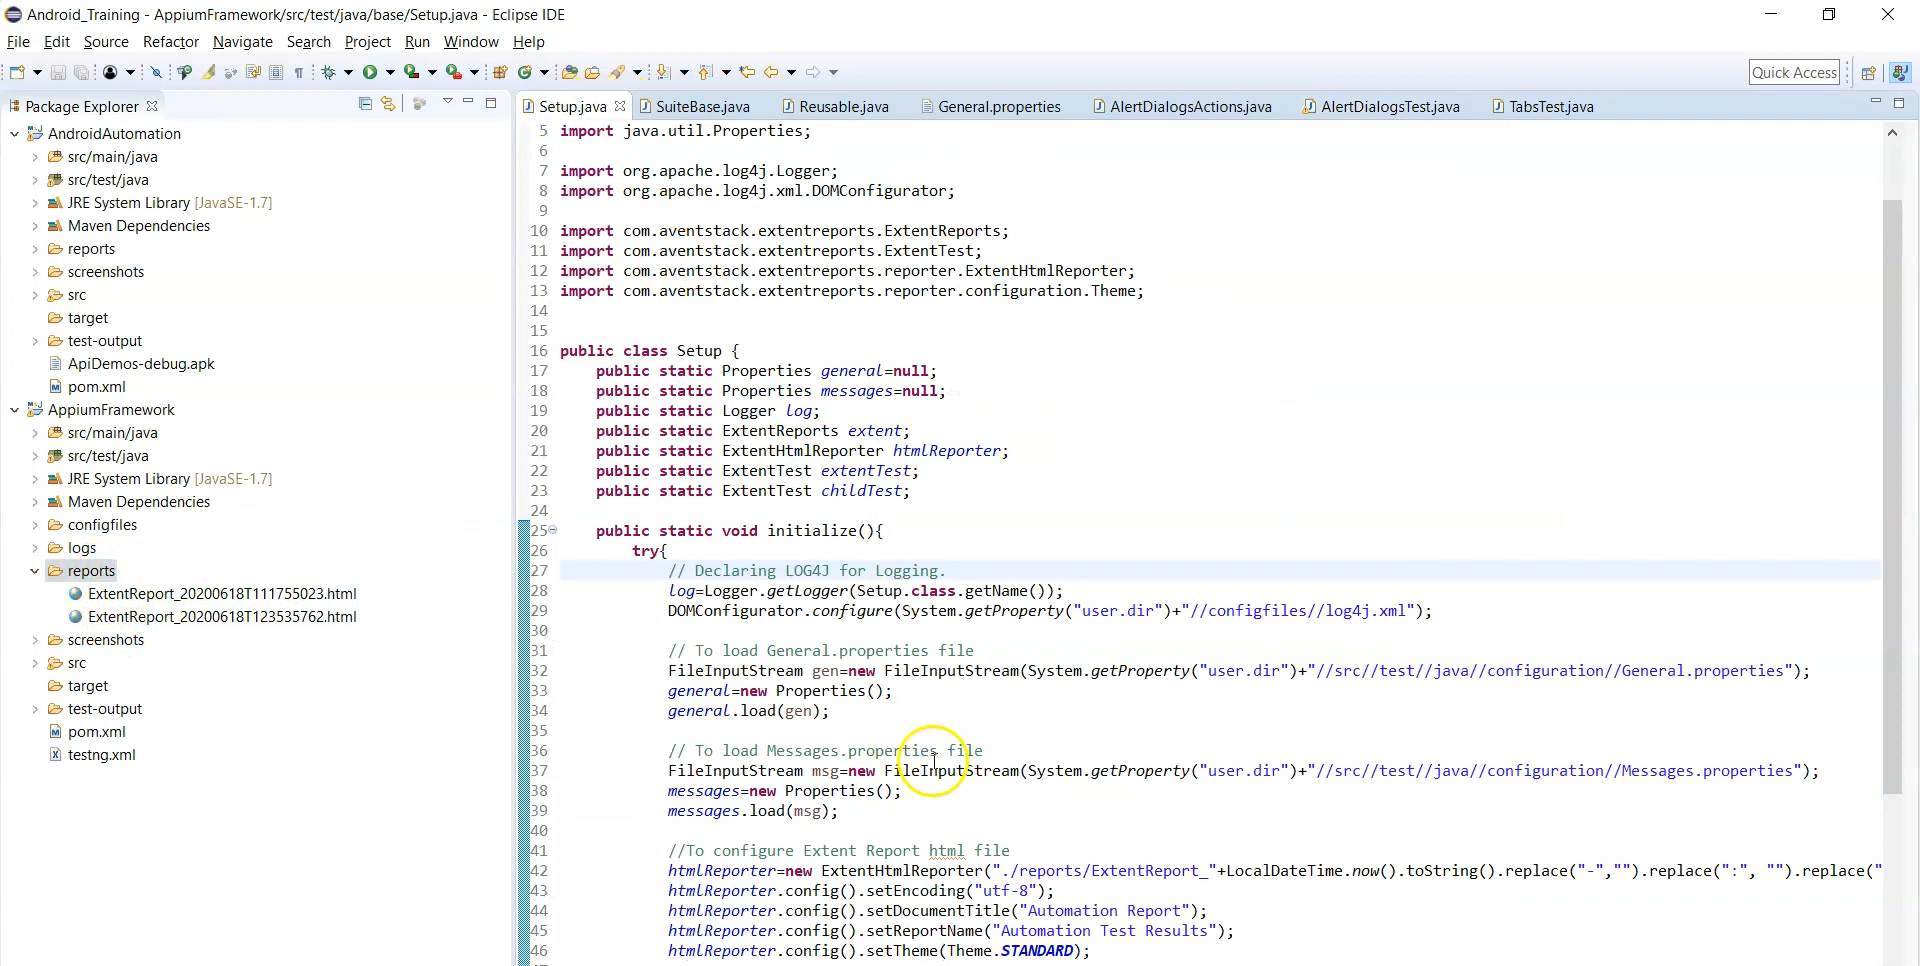 Android_Training - AppiumFramework/src/test/java/base/Setup.java - Eclipse IDE
File Edit Source Refactor Navigate Search Project Run Window Help
Quick Access
Package Explorer
AndroidAutomation
src/main/java
src/test/java
JRE System Library [JavaSE-1.7]
Maven Dependencies
reports
screenshots
src
target
test-output
ApiDemos-debug.apk
pom.xml
AppiumFramework
src/main/java
src/test/java
JRE System Library [JavaSE-1.7]
Maven Dependencies
configfiles
logs
reports
ExtentReport_20200618T111755023.html
ExtentReport_20200618T123535762.html
screenshots
src
target
test-output
pom.xml
testng.xml
Setup.java SuiteBase.java Reusable.java General.properties AlertDialogsActions.java AlertDialogsTest.java TabsTest.java
5 import java.util.Properties;
6
7 import org.apache.log4j.Logger;
8 import org.apache.log4j.xml.DOMConfigurator;
9
10 import com.aventstack.extentreports.ExtentReports;
11 import com.aventstack.extentreports.ExtentTest;
12 import com.aventstack.extentreports.reporter.ExtentHtmlReporter;
13 import com.aventstack.extentreports.reporter.configuration.Theme;
14
15
16 public class Setup {
17 public static Properties general=null;
18 public static Properties messages=null;
19 public static Logger log;
20 public static ExtentReports extent;
21 public static ExtentHtmlReporter htmlReporter;
22 public static ExtentTest extentTest;
23 public static ExtentTest childTest;
24
25 public static void initialize(){
26 try{
27 // Declaring LOG4J for Logging.
28 log=Logger.getLogger(Setup.class.getName());
29 DOMConfigurator.configure(System.getProperty("user.dir")+"//configfiles//log4j.xml");
30
31 // To load General.properties file
32 FileInputStream gen=new FileInputStream(System.getProperty("user.dir")+"//src//test//java//configuration//General.properties");
33 general=new Properties();
34 general.load(gen);
35
36 // To load Messages.properties file
37 FileInputStream msg=new FileInputStream(System.getProperty("user.dir")+"//src//test//java//configuration//Messages.properties");
38 messages=new Properties();
39 messages.load(msg);
40
41 //To configure Extent Report html file
42 htmlReporter=new ExtentHtmlReporter("./reports/ExtentReport_"+LocalDateTime.now().toString().replace("-","").replace(":", "").replace("
43 htmlReporter.config().setEncoding("utf-8");
44 htmlReporter.config().setDocumentTitle("Automation Report");
45 htmlReporter.config().setReportName("Automation Test Results");
46 htmlReporter.config().setTheme(Theme.STANDARD);